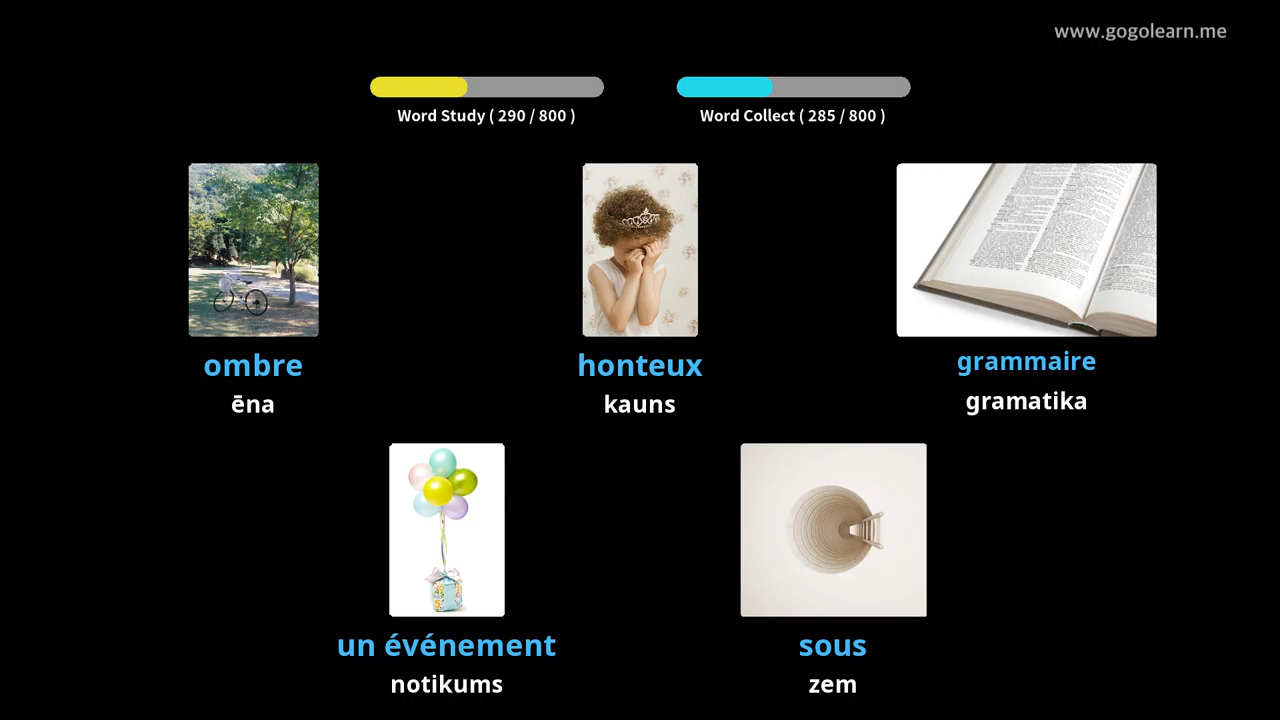 www.gogolearn.me
Word Study ( 290 / 800 )
Word Collect ( 285 / 800 )
ombre
ēna
honteux
kauns
grammaire
gramatika
un événement
notikums
sous
zem